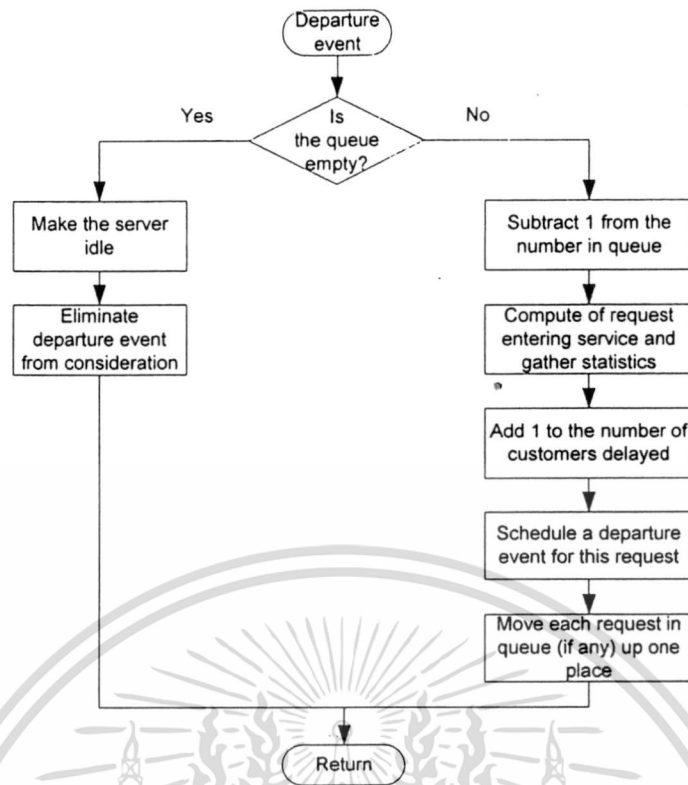 Departure
event
Yes
Is
the queue
empty?
No
Make the server
idle
Eliminate
departure event
from consideration
Subtract 1 from the
number in queue
Compute of request
entering service and
gather statistics
Add 1 to the number of
customers delayed
Schedule a departure
event for this request
Move each request in
queue (if any) up one
place
Return